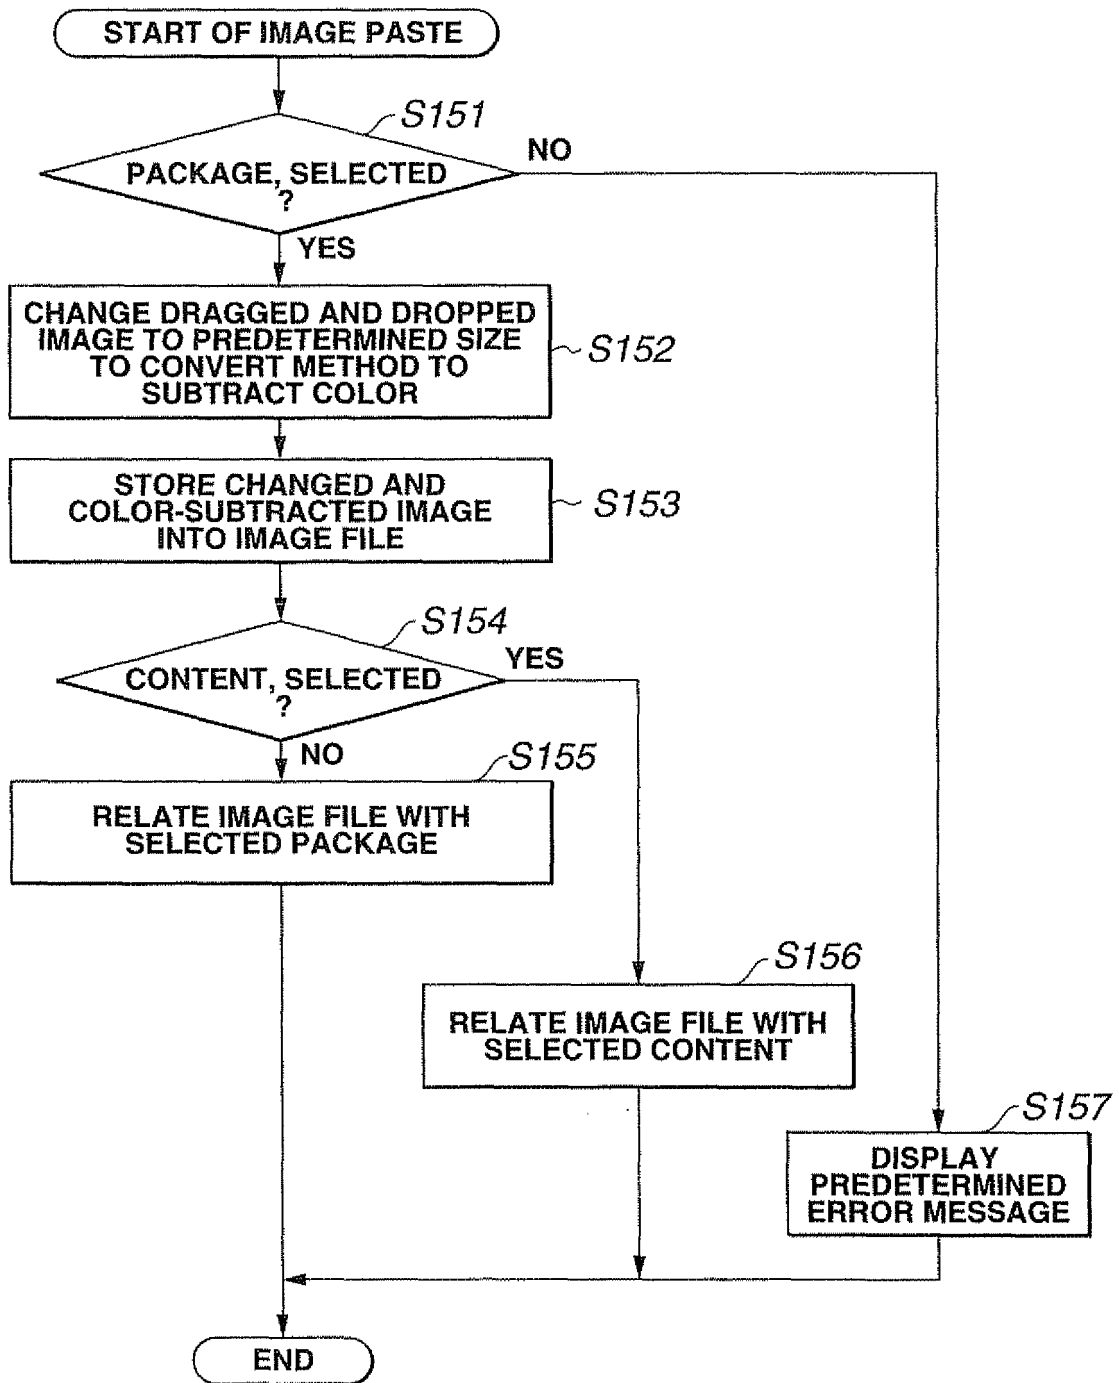 START OF IMAGE PASTE
S151
NO
PACKAGE, SELECTED
?
YES
CHANGE DRAGGED AND DROPPED
IMAGE TO PREDETERMINED SIZE
TO CONVERT METHOD TO
SUBTRACT COLOR
S152
STORE CHANGED AND
COLOR-SUBTRACTED IMAGE
INTO IMAGE FILE
S153
S154
YES
CONTENT, SELECTED
?
NO
S155
RELATE IMAGE FILE WITH
SELECTED PACKAGE
S156
RELATE IMAGE FILE WITH
SELECTED CONTENT
S157
DISPLAY
PREDETERMINED
ERROR MESSAGE
END